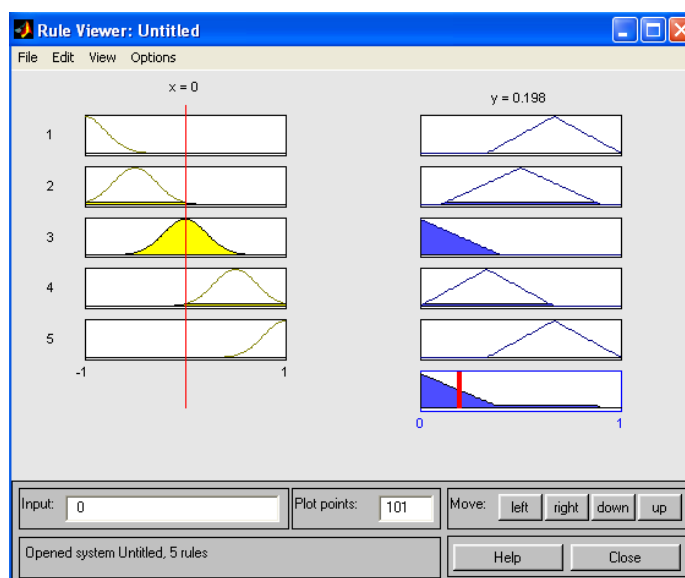 Rule Viewer: Untitled
File Edit View Options
x = 0
y = 0.198
1
2
3
4
5
-1 1
0 1
Input: 0 Plot points: 101 Move: left right down up
Opened system Untitled, 5 rules Help Close